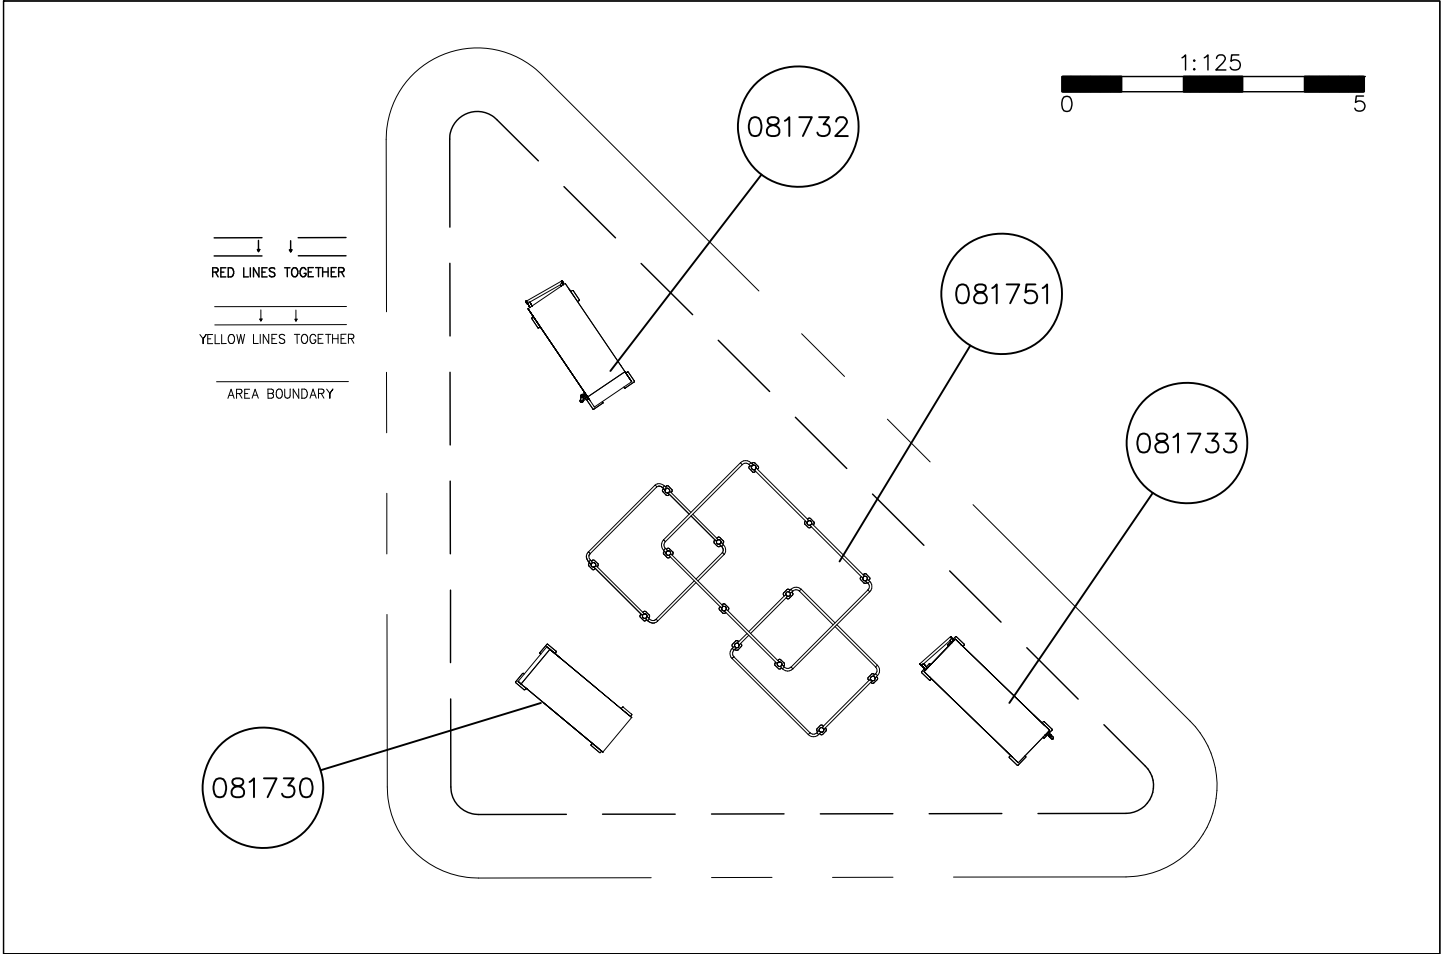 1:125
0 5
081732
081751
081733
081730
RED LINES TOGETHER
YELLOW LINES TOGETHER
AREA BOUNDARY